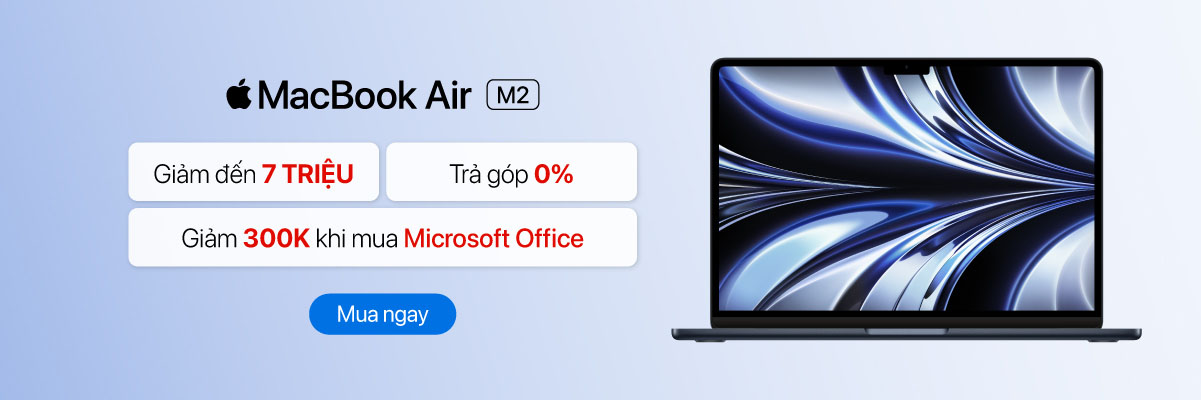 MacBook Air M2
Giảm đến 7 TRIỆU
Trả góp 0%
Giảm 300K khi mua Microsoft Office
Mua ngay